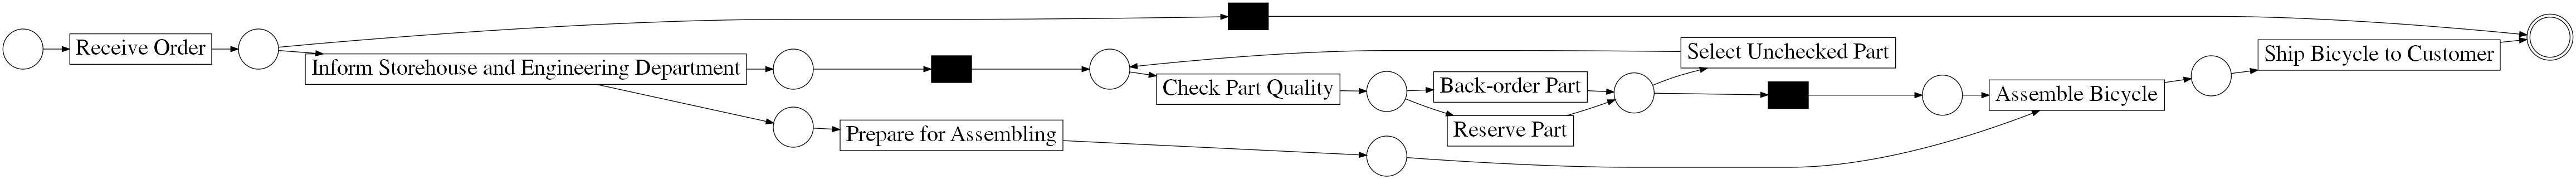 Receive Order
Inform Storehouse and Engineering Department
Prepare for Assembling
Check Part Quality
Back-order Part
Reserve Part
Select Unchecked Part
Assemble Bicycle
Ship Bicycle to Customer